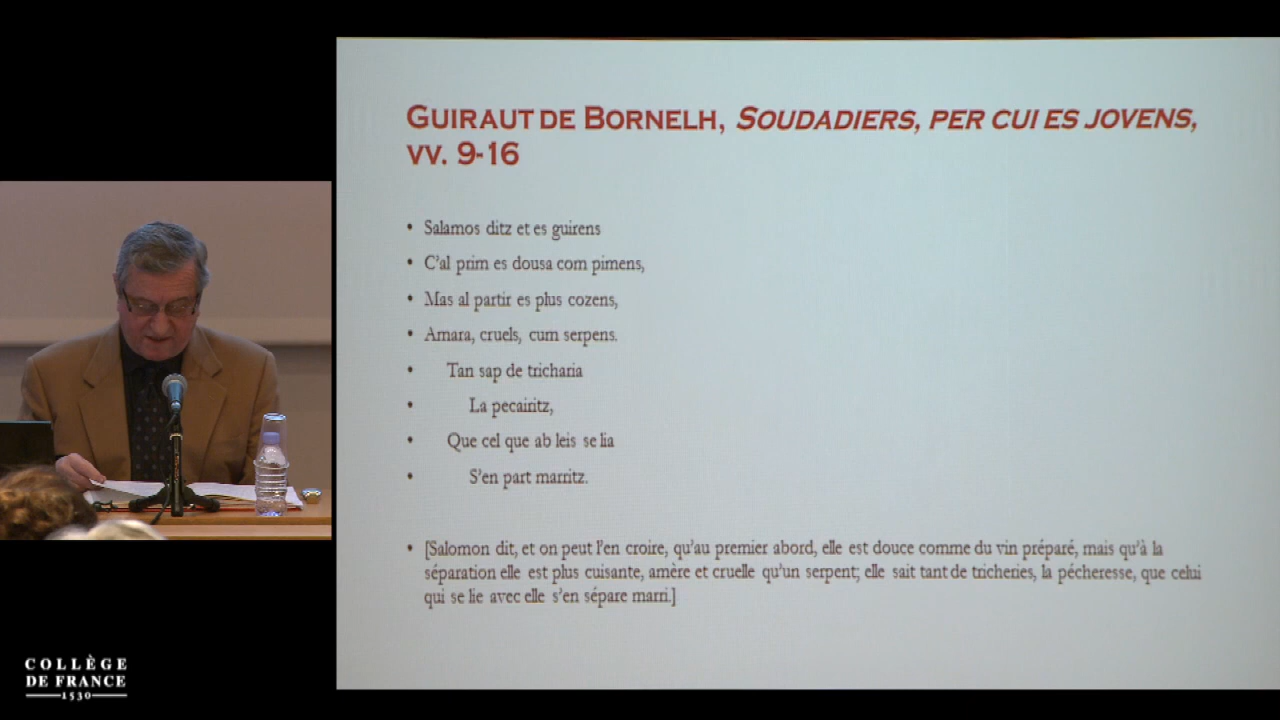 GUIRAUT DE BORNELH, SOUDADIERS, PER CUI ES JOVENS,
VV. 9-16
• Salamos ditz et es guirens
• C'al prim es dousa com pimens,
• Mas al partir es plus cozens,
• Amara, cruels, cum serpens.
• Tan sap de tricharia
• La pecairitz,
• Que cel que ab leis se lia
• S'en part marritz.
• [Salomon dit, et on peut l'en croire, qu'au premier abord, elle est douce comme du vin préparé, mais qu'à la
séparation elle est plus cuisante, amère et cruelle qu'un serpent; elle sait tant de tricheries, la pécheresse, que celui
qui se lie avec elle s'en sépare marri.]
COLLÈGE
DE FRANCE
1530